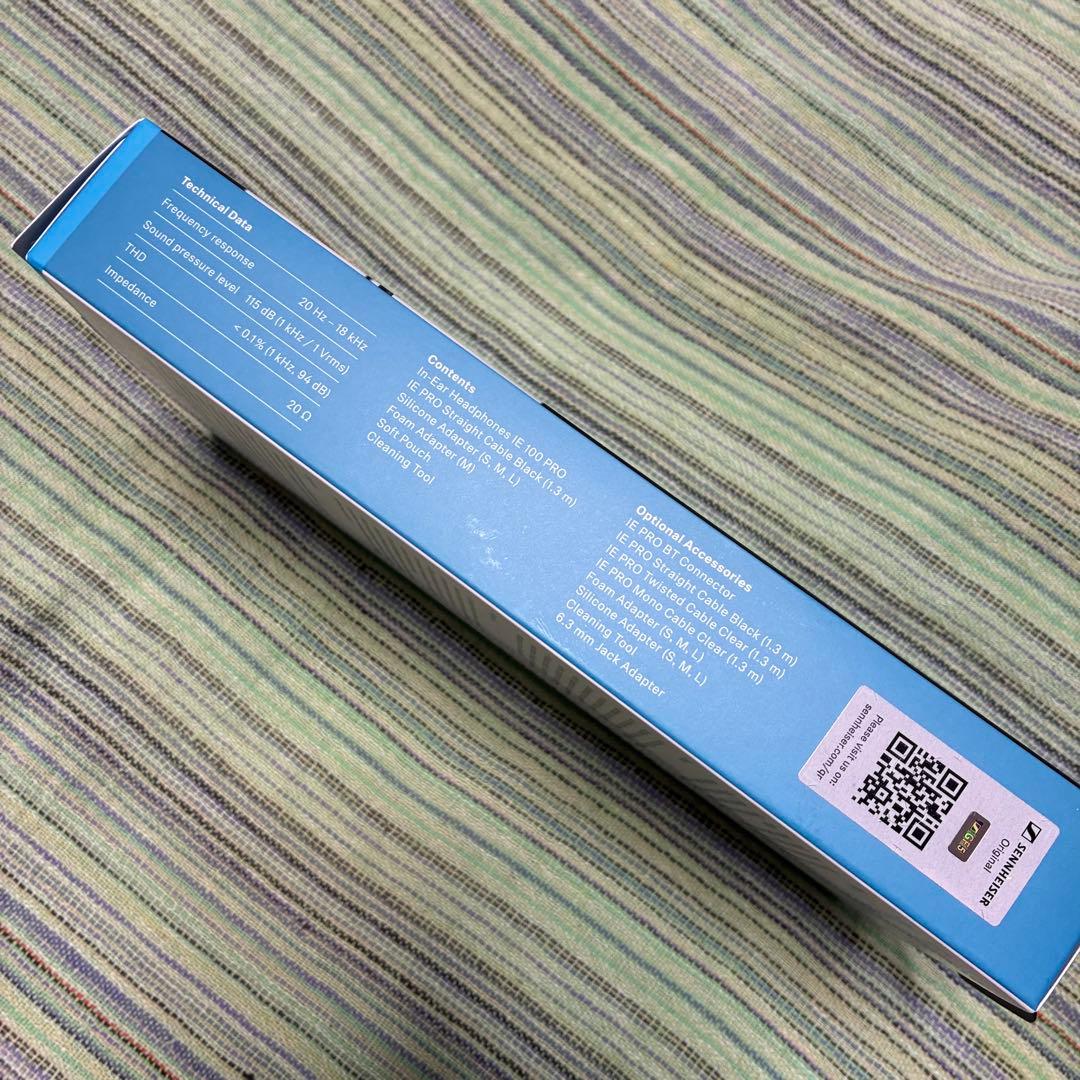 Technical Data
Frequency response 20 Hz – 18 kHz
Sound pressure level 115 dB (1 kHz / 1 Vrms)
THD < 0.1% (1 kHz, 94 dB)
Impedance 20 Ω
Contents
In-Ear Headphones IE 100 PRO
IE PRO Straight Cable Black (1.3 m)
Silicone Adapter (S, M, L)
Foam Adapter (M)
Soft Pouch
Cleaning Tool
Optional Accessories
IE PRO BT Connector
IE PRO Straight Cable Black (1.3 m)
IE PRO Twisted Cable Clear (1.3 m)
IE PRO Mono Cable Clear (1.3 m)
Foam Adapter (S, M, L)
Silicone Adapter (S, M, L)
Cleaning Tool
6.3 mm Jack Adapter
Please visit us on:
sennheiser.com/qr
SENNHEISER
Original